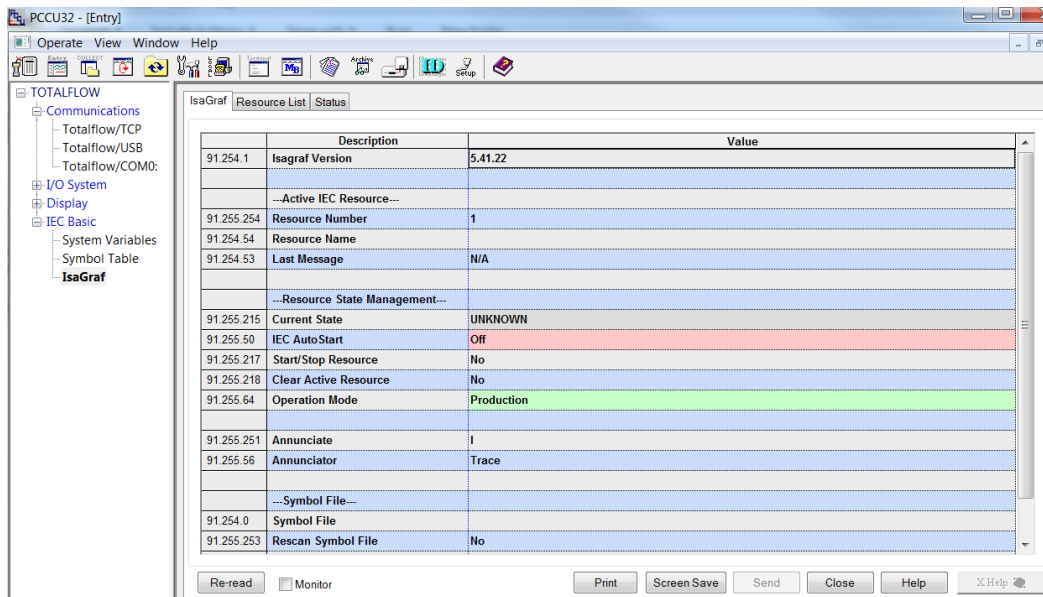 PCCU32 - [Entry]
Operate View Window Help
TOTALFLOW
Communications
Totalflow/TCP
Totalflow/USB
Totalflow/COM0:
I/O System
Display
IEC Basic
System Variables
Symbol Table
IsaGraf
IsaGraf Resource List Status
Description Value
91.254.1 Isagraf Version 5.41.22
---Active IEC Resource---
91.255.254 Resource Number 1
91.254.54 Resource Name
91.254.53 Last Message N/A
---Resource State Management---
91.255.215 Current State UNKNOWN
91.255.50 IEC AutoStart Off
91.255.217 Start/Stop Resource No
91.255.218 Clear Active Resource No
91.255.64 Operation Mode Production
91.255.251 Annunciate I
91.255.56 Annunciator Trace
---Symbol File---
91.254.0 Symbol File
91.255.253 Rescan Symbol File No
Re-read Monitor Print Screen Save Send Close Help X Help